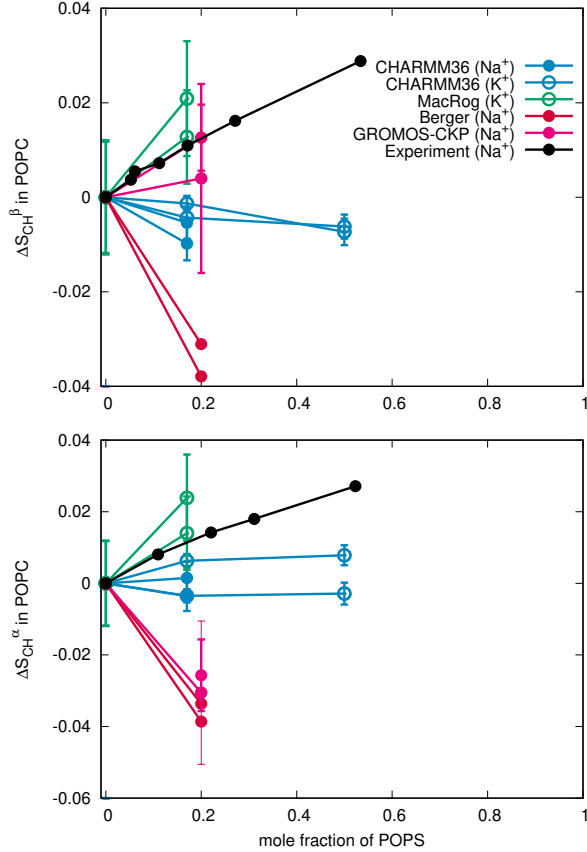 0.04
0.02
0
-0.02
-0.04
ΔS_CH^β in POPC
CHARMM36 (Na⁺)
CHARMM36 (K⁺)
MacRog (K⁺)
Berger (Na⁺)
GROMOS-CKP (Na⁺)
Experiment (Na⁺)
0 0.2 0.4 0.6 0.8 1
0.04
0.02
0
-0.02
-0.04
-0.06
ΔS_CH^α in POPC
0 0.2 0.4 0.6 0.8 1
mole fraction of POPS